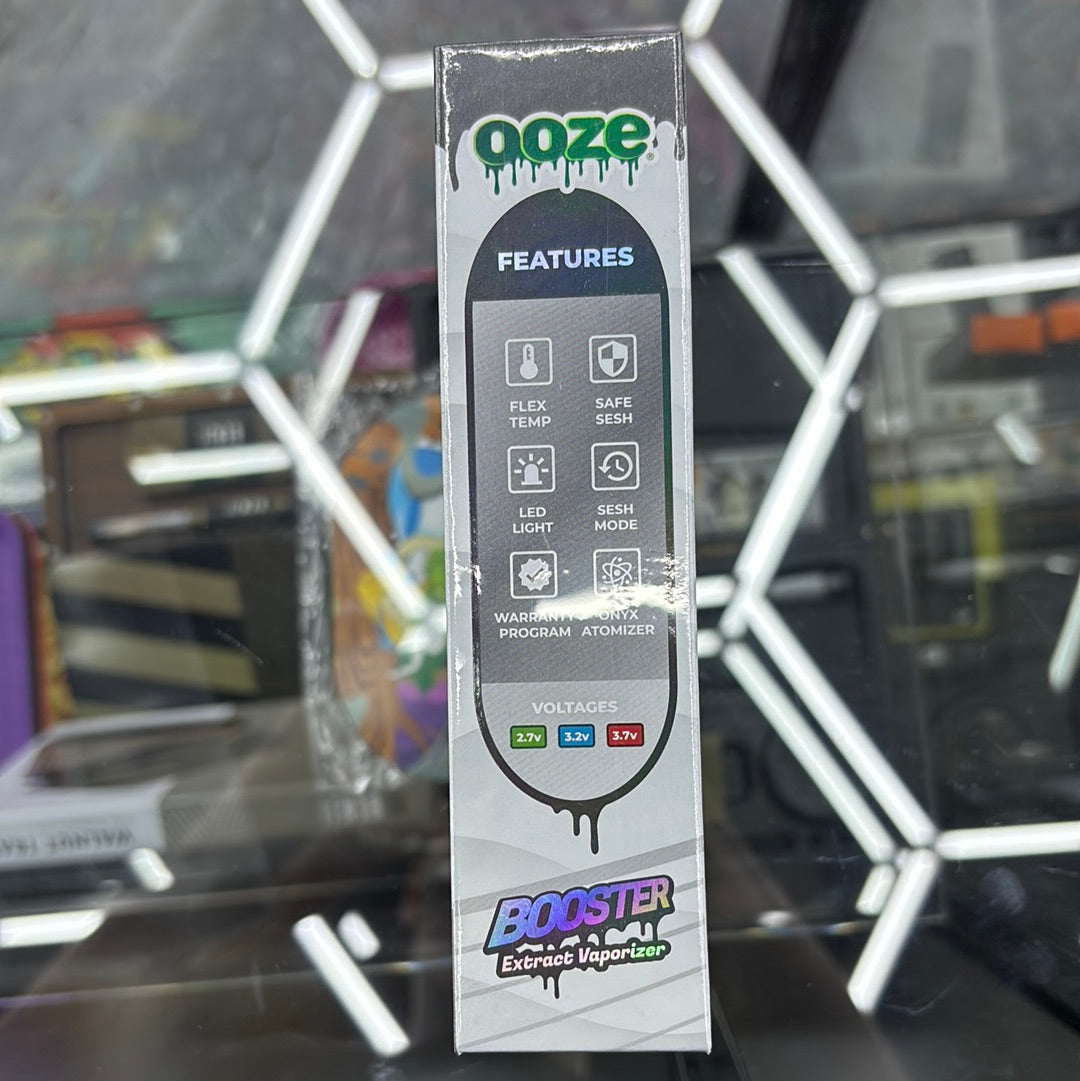 ooze
FEATURES
FLEX
TEMP
SAFE
SESH
LED
LIGHT
SESH
MODE
WARRANTY
PROGRAM
ONYX
ATOMIZER
VOLTAGES
2.7v 3.2v 3.7v
BOOSTER
Extract Vaporizer